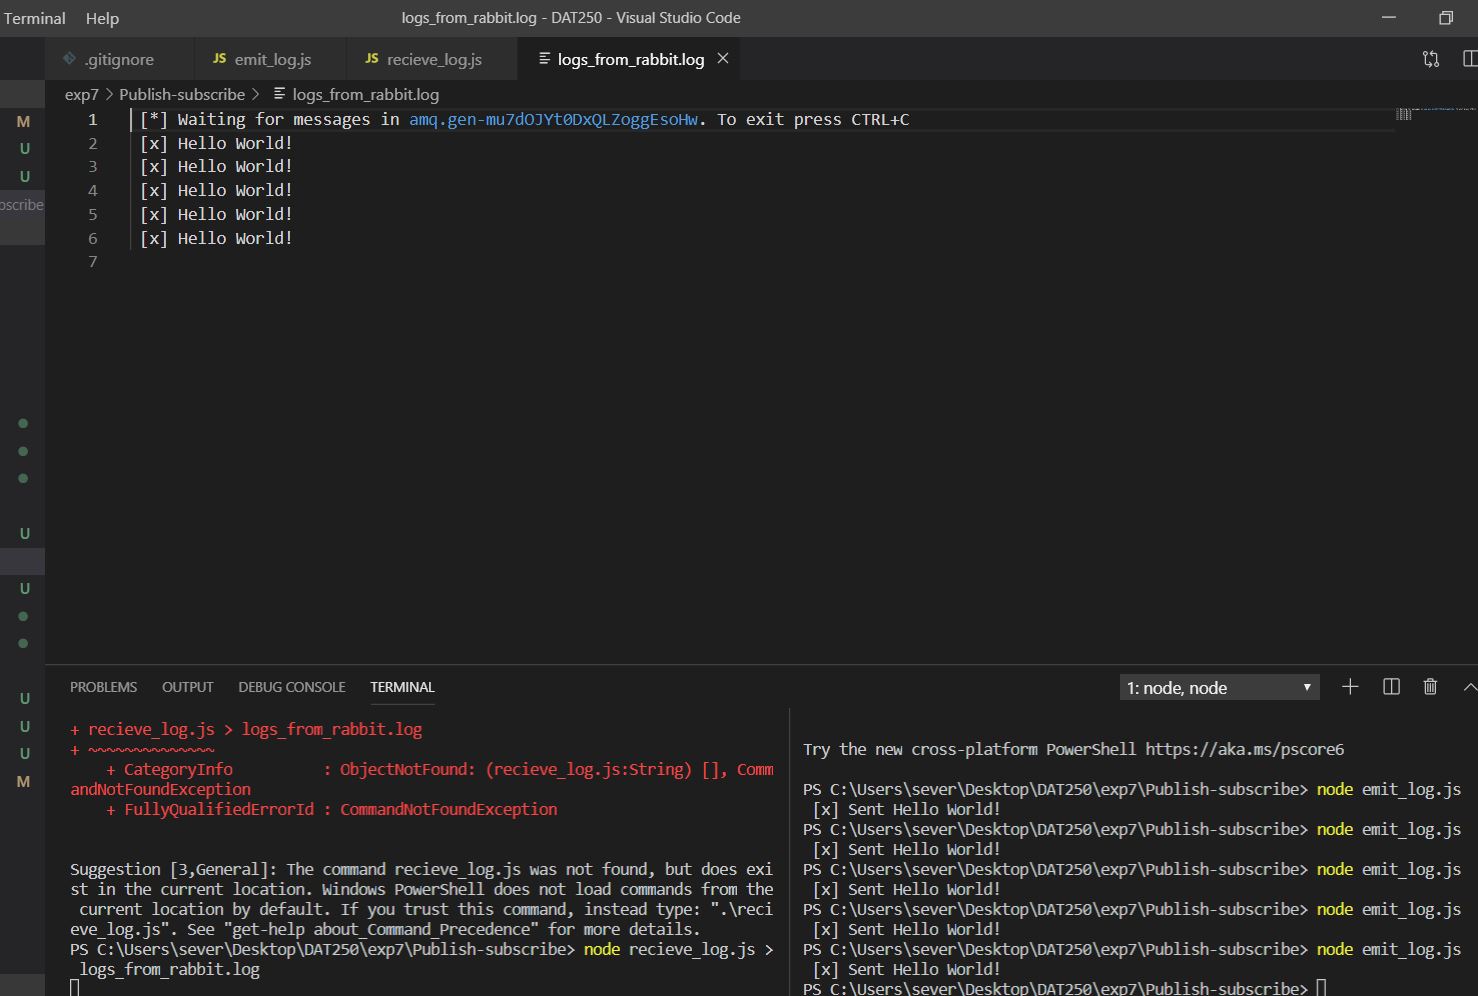 Terminal Help logs_from_rabbit.log - DAT250 - Visual Studio Code
.gitignore JS emit_log.js JS recieve_log.js logs_from_rabbit.log
exp7 > Publish-subscribe > logs_from_rabbit.log
1 [*] Waiting for messages in amq.gen-mu7dOJYt0DxQLZoggEsoHw. To exit press CTRL+C
2 [x] Hello World!
3 [x] Hello World!
4 [x] Hello World!
5 [x] Hello World!
6 [x] Hello World!
7
M
U
U
bscribe
U
U
U
U
U
M
PROBLEMS OUTPUT DEBUG CONSOLE TERMINAL 1: node, node
+ recieve_log.js > logs_from_rabbit.log
+ ~~~~~~~~~~~~~~
+ CategoryInfo : ObjectNotFound: (recieve_log.js:String) [], Comm
andNotFoundException
+ FullyQualifiedErrorId : CommandNotFoundException
Suggestion [3,General]: The command recieve_log.js was not found, but does exi
st in the current location. Windows PowerShell does not load commands from the
current location by default. If you trust this command, instead type: ".\reci
eve_log.js". See "get-help about_Command_Precedence" for more details.
PS C:\Users\sever\Desktop\DAT250\exp7\Publish-subscribe> node recieve_log.js >
logs_from_rabbit.log
Try the new cross-platform PowerShell https://aka.ms/pscore6
PS C:\Users\sever\Desktop\DAT250\exp7\Publish-subscribe> node emit_log.js
[x] Sent Hello World!
PS C:\Users\sever\Desktop\DAT250\exp7\Publish-subscribe> node emit_log.js
[x] Sent Hello World!
PS C:\Users\sever\Desktop\DAT250\exp7\Publish-subscribe> node emit_log.js
[x] Sent Hello World!
PS C:\Users\sever\Desktop\DAT250\exp7\Publish-subscribe> node emit_log.js
[x] Sent Hello World!
PS C:\Users\sever\Desktop\DAT250\exp7\Publish-subscribe> node emit_log.js
[x] Sent Hello World!
PS C:\Users\sever\Desktop\DAT250\exp7\Publish-subscribe>